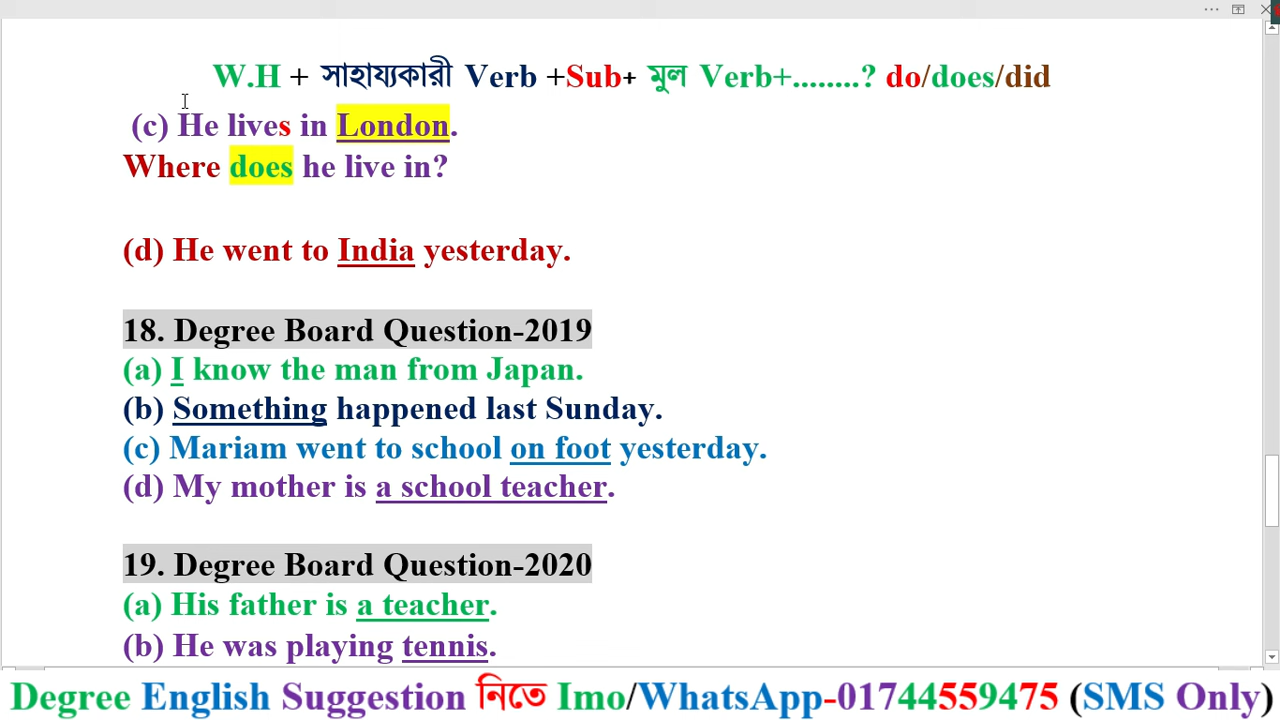 W.H + সাহায্যকারী Verb +Sub+ মুল Verb+........? do/does/did
(c) He lives in London.
Where does he live in?
(d) He went to India yesterday.
18. Degree Board Question-2019
(a) I know the man from Japan.
(b) Something happened last Sunday.
(c) Mariam went to school on foot yesterday.
(d) My mother is a school teacher.
19. Degree Board Question-2020
(a) His father is a teacher.
(b) He was playing tennis.
Degree English Suggestion নিতে Imo/WhatsApp-01744559475 (SMS Only)